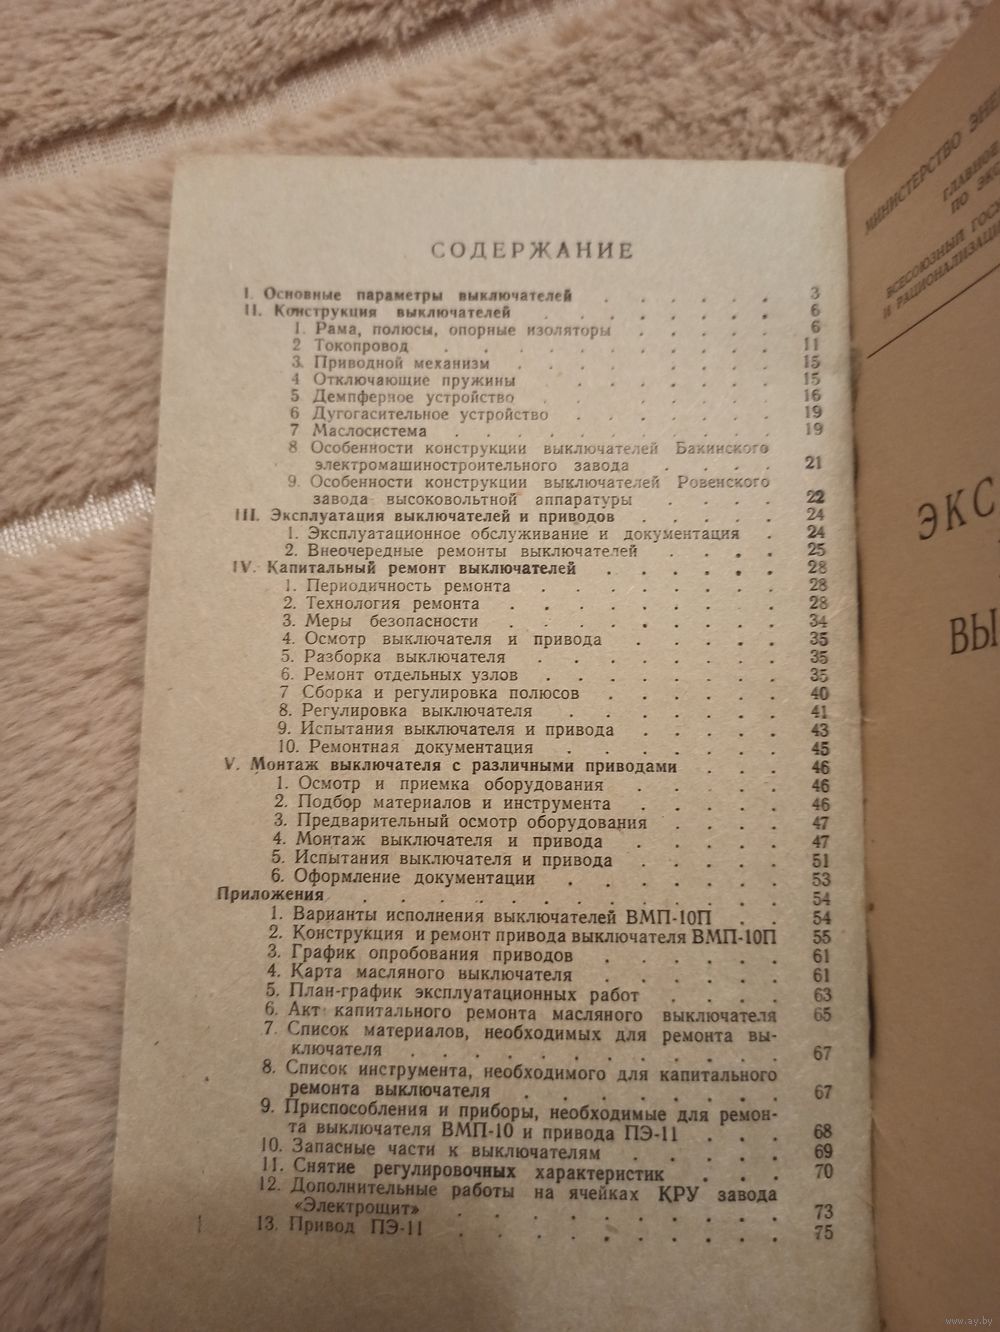 СОДЕРЖАНИЕ
I. Основные параметры выключателей . . . . . . 3
II. Конструкция выключателей . . . . . . . 6
1. Рама, полюсы, опорные изоляторы . . . . . 6
2 Токопровод . . . . . . . . . 11
3. Приводной механизм . . . . . . . . 15
4 Отключающие пружины . . . . . . 15
5 Демпферное устройство . . . . . . . 16
6 Дугогасительное устройство . . . . . . 19
7 Маслосистема . . . . . . . . . 19
8 Особенности конструкции выключателей Бакинского
электромашиностроительного завода . . . . 21
9. Особенности конструкции выключателей Ровенского
завода высоковольтной аппаратуры . . . . 22
III. Эксплуатация выключателей и приводов . . . . . 24
1. Эксплуатационное обслуживание и документация . 24
2. Внеочередные ремонты выключателей . . . . 25
IV. Капитальный ремонт выключателей . . . . . . 28
1. Периодичность ремонта . . . . . . . 28
2. Технология ремонта . . . . . . . . 28
3. Меры безопасности . . . . . . . . 34
4. Осмотр выключателя и привода . . . . . 35
5. Разборка выключателя . . . . . . . 35
6. Ремонт отдельных узлов . . . . . . . 35
7 Сборка и регулировка полюсов . . . . . 40
8. Регулировка выключателя . . . . . . 41
9. Испытания выключателя и привода . . . . . 43
10. Ремонтная документация . . . . . . 45
V. Монтаж выключателя с различными приводами . . . 46
1. Осмотр и приемка оборудования . . . . . 46
2. Подбор материалов и инструмента . . . . . 46
3. Предварительный осмотр оборудования . . . . 47
4. Монтаж выключателя и привода . . . . . 47
5. Испытания выключателя и привода . . . . . 51
6. Оформление документации . . . . . . 53
Приложения . . . . . . . . . . . 54
1. Варианты исполнения выключателей ВМП-10П . . 54
2. Конструкция и ремонт привода выключателя ВМП-10П 55
3. График опробования приводов . . . . . . 61
4. Карта масляного выключателя . . . . . . 61
5. План-график эксплуатационных работ . . . . 63
6. Акт капитального ремонта масляного выключателя 65
7. Список материалов, необходимых для ремонта вы-
ключателя . . . . . . . . . . . 67
8. Список инструмента, необходимого для капитального
ремонта выключателя . . . . . . . . 67
9. Приспособления и приборы, необходимые для ремон-
та выключателя ВМП-10 и привода ПЭ-11 . . . 68
10. Запасные части к выключателям . . . . . 69
11. Снятие регулировочных характеристик . . . 70
12. Дополнительные работы на ячейках КРУ завода
«Электрощит» . . . . . . . . . . 73
13. Привод ПЭ-11 . . . . . . . . . . 75
МИНИСТЕРСТВО
ГЛАВНОЕ
ПО
ВСЕСОЮЗНЫЙ
И
www.ay.by